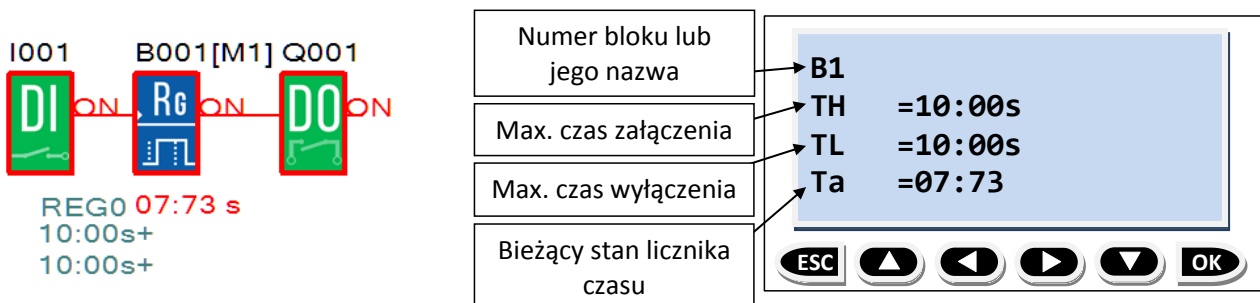 I001 B001[M1] Q001
DI ON RG ON DO ON
REG0 07:73 s
10:00s+
10:00s+
Numer bloku lub
jego nazwa
Max. czas załączenia
Max. czas wyłączenia
Bieżący stan licznika
czasu
B1
TH =10:00s
TL =10:00s
Ta =07:73
ESC OK